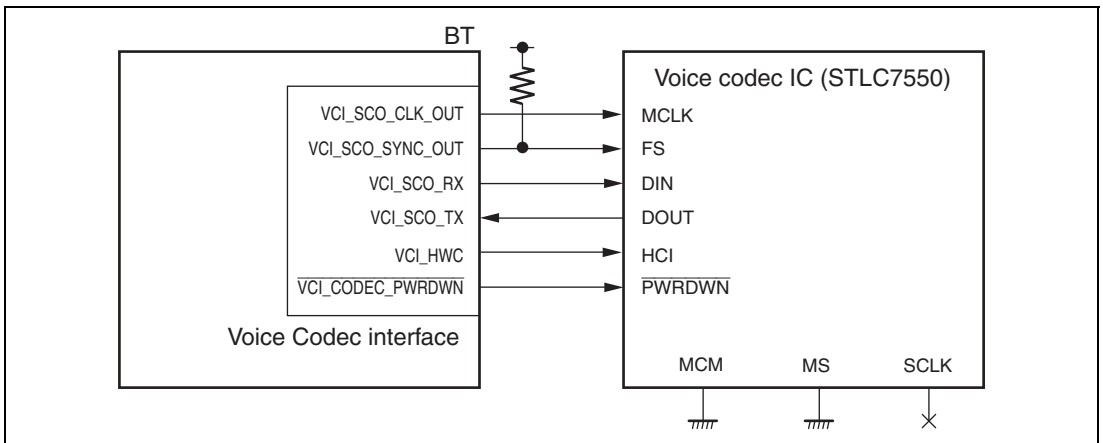 BT
VCI_SCO_CLK_OUT
VCI_SCO_SYNC_OUT
VCI_SCO_RX
VCI_SCO_TX
VCI_HWC
VCI_CODEC_PWRDWN
Voice Codec interface
Voice codec IC (STLC7550)
MCLK
FS
DIN
DOUT
HCI
PWRDWN
MCM MS SCLK